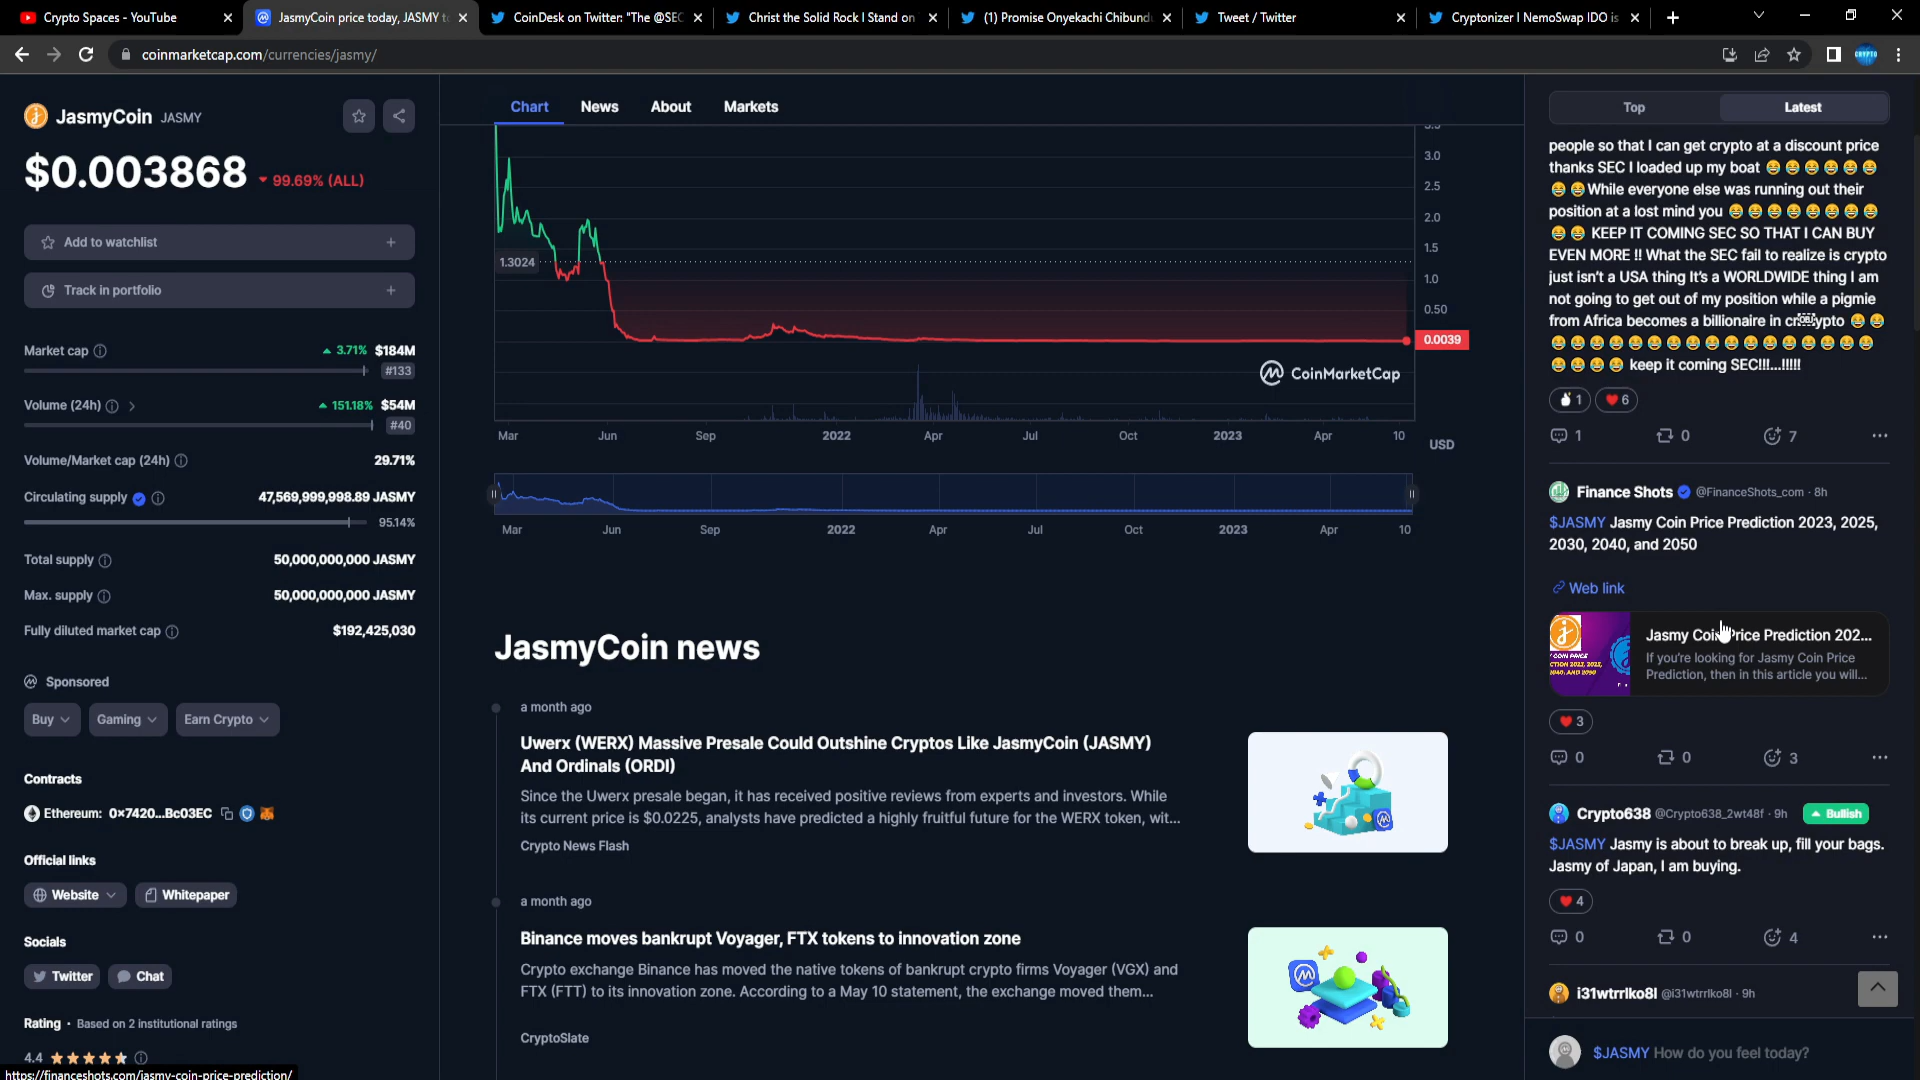 Crypto Spaces - YouTube
JasmyCoin price today, JASMY t
CoinDesk on Twitter: "The @SEC
Christ the Solid Rock I Stand on
(1) Promise Onyekachi Chibundu
Tweet / Twitter
Cryptonizer I NemoSwap IDO is
coinmarketcap.com/currencies/jasmy/
JasmyCoin JASMY
$0.003868 99.69% (ALL)
Add to watchlist +
Track in portfolio +
Market cap 3.71% $184M
#133
Volume (24h) 151.18% $54M
#40
Volume/Market cap (24h) 29.71%
Circulating supply 47,569,999,998.89 JASMY
95.14%
Total supply 50,000,000,000 JASMY
Max. supply 50,000,000,000 JASMY
Fully diluted market cap $192,425,030
Sponsored
Buy Gaming Earn Crypto
Contracts
Ethereum: 0x7420...Bc03EC
Official links
Website Whitepaper
Socials
Twitter Chat
Rating · Based on 2 institutional ratings
4.4
https://financeshots.com/jasmy-coin-price-prediction/
Chart News About Markets
3.5
3.0
2.5
2.0
1.5
1.3024
1.0
0.50
0.0039
CoinMarketCap
Mar Jun Sep 2022 Apr Jul Oct 2023 Apr 10
USD
Mar Jun Sep 2022 Apr Jul Oct 2023 Apr 10
JasmyCoin news
a month ago
Uwerx (WERX) Massive Presale Could Outshine Cryptos Like JasmyCoin (JASMY)
And Ordinals (ORDI)
Since the Uwerx presale began, it has received positive reviews from experts and investors. While
its current price is $0.0225, analysts have predicted a highly fruitful future for the WERX token, wit...
Crypto News Flash
a month ago
Binance moves bankrupt Voyager, FTX tokens to innovation zone
Crypto exchange Binance has moved the native tokens of bankrupt crypto firms Voyager (VGX) and
FTX (FTT) to its innovation zone. According to a May 10 statement, the exchange moved them...
CryptoSlate
Top Latest
people so that I can get crypto at a discount price
thanks SEC I loaded up my boat 😂 😂 😂 😂 😂 😂
😂 😂While everyone else was running out their
position at a lost mind you 😂 😂 😂 😂 😂 😂 😂 😂
😂 😂 KEEP IT COMING SEC SO THAT I CAN BUY
EVEN MORE !! What the SEC fail to realize is crypto
just isn't a USA thing It's a WORLDWIDE thing I am
not going to get out of my position while a pigmie
from Africa becomes a billionaire in cr￼ypto 😂 😂
😂 😂 😂 😂 😂 😂 😂 😂 😂 😂 😂 😂 😂 😂 😂 😂 😂
😂 😂 😂 😂 keep it coming SEC!!!...!!!!!
1 ❤️ 6
1 0 7
Finance Shots @FinanceShots_com · 8h
$JASMY Jasmy Coin Price Prediction 2023, 2025,
2030, 2040, and 2050
Web link
Jasmy Coin Price Prediction 202...
If you're looking for Jasmy Coin Price
Prediction, then in this article you will...
❤️ 3
0 0 3
Crypto638 @Crypto638_2wt48f · 9h Bullish
$JASMY Jasmy is about to break up, fill your bags.
Jasmy of Japan, I am buying.
❤️ 4
0 0 4
i31wtrrlko8l @i31wtrrlko8l · 9h
$JASMY How do you feel today?